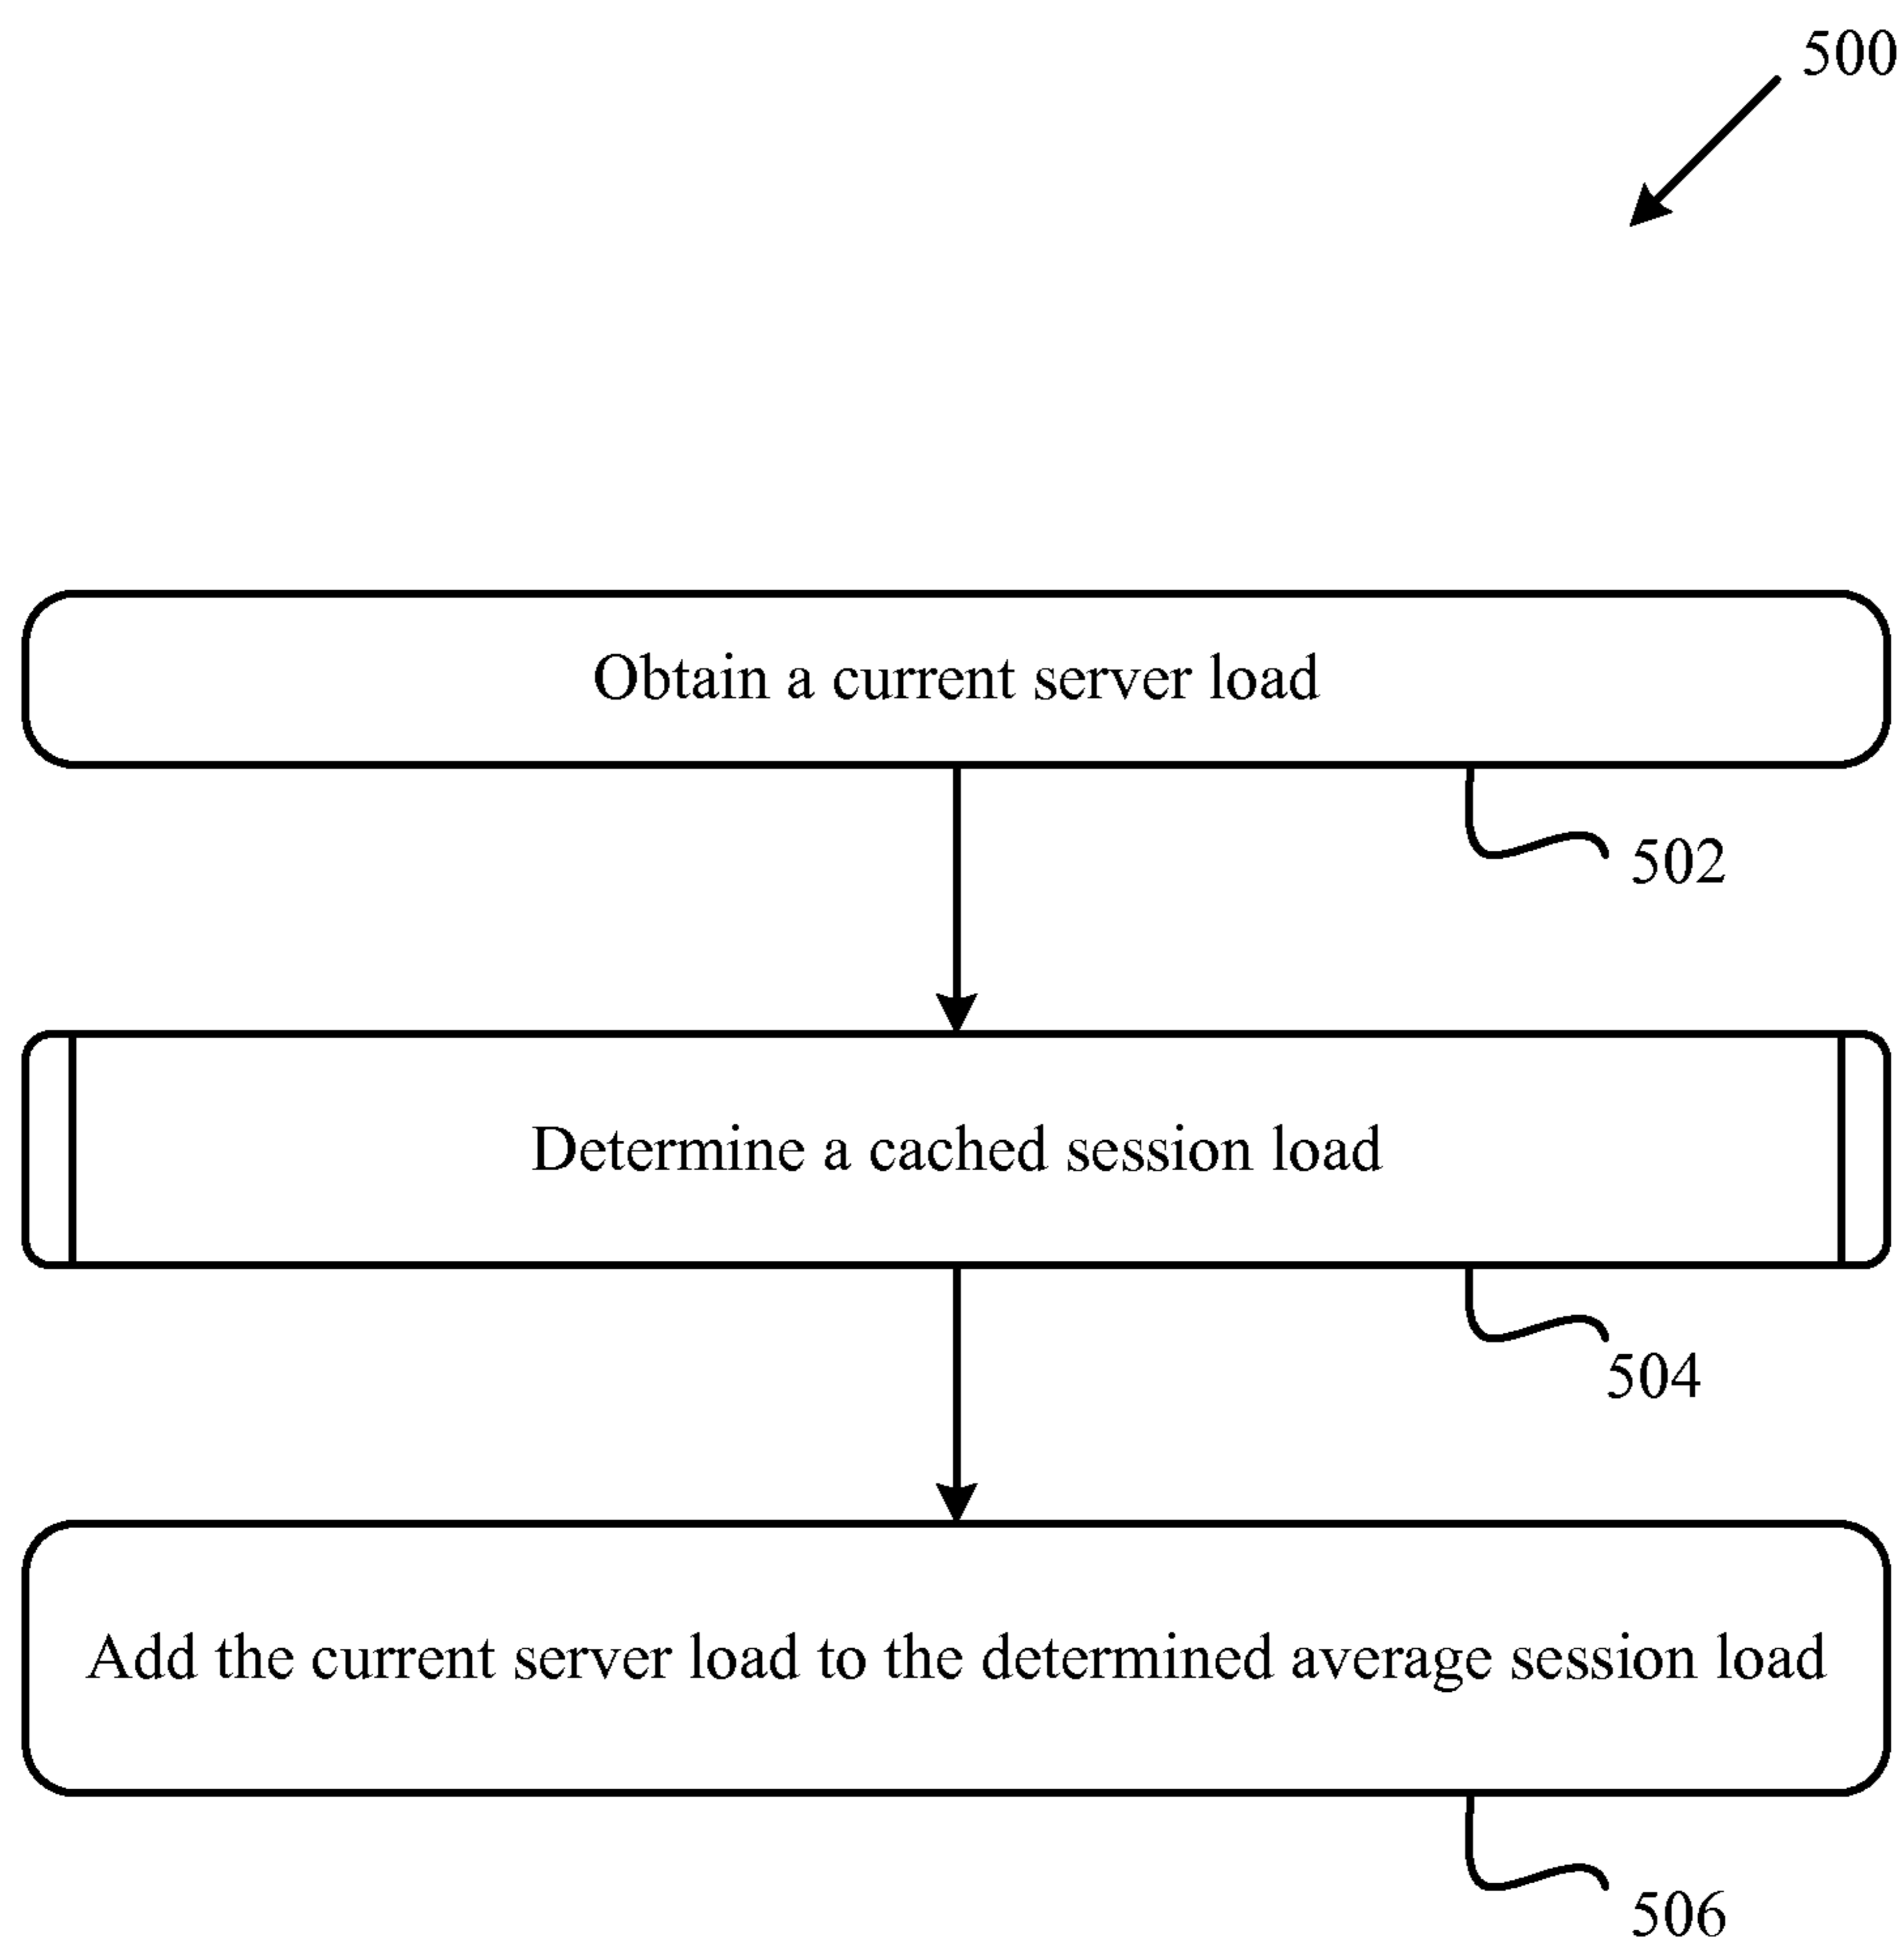 500
Obtain a current server load
502
Determine a cached session load
504
Add the current server load to the determined average session load
506